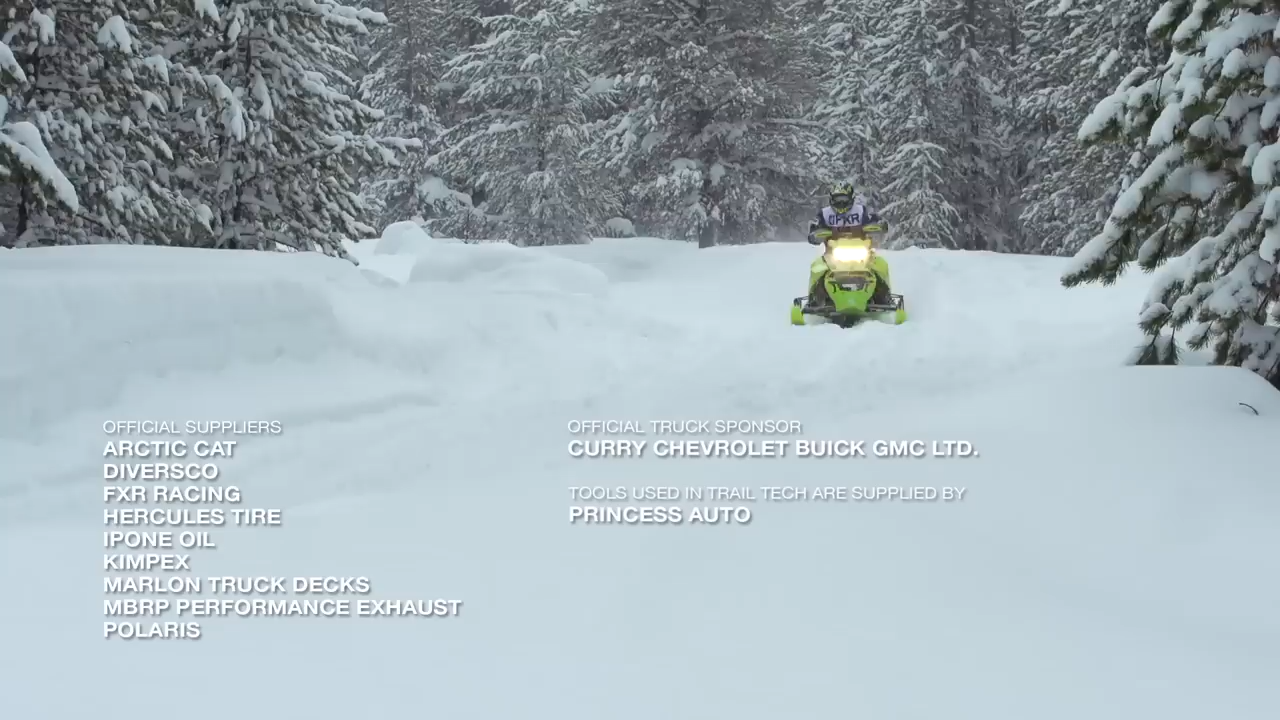 FXR
OFFICIAL SUPPLIERS
ARCTIC CAT
DIVERSCO
FXR RACING
HERCULES TIRE
IPONE OIL
KIMPEX
MARLON TRUCK DECKS
MBRP PERFORMANCE EXHAUST
POLARIS
OFFICIAL TRUCK SPONSOR
CURRY CHEVROLET BUICK GMC LTD.
TOOLS USED IN TRAIL TECH ARE SUPPLIED BY
PRINCESS AUTO